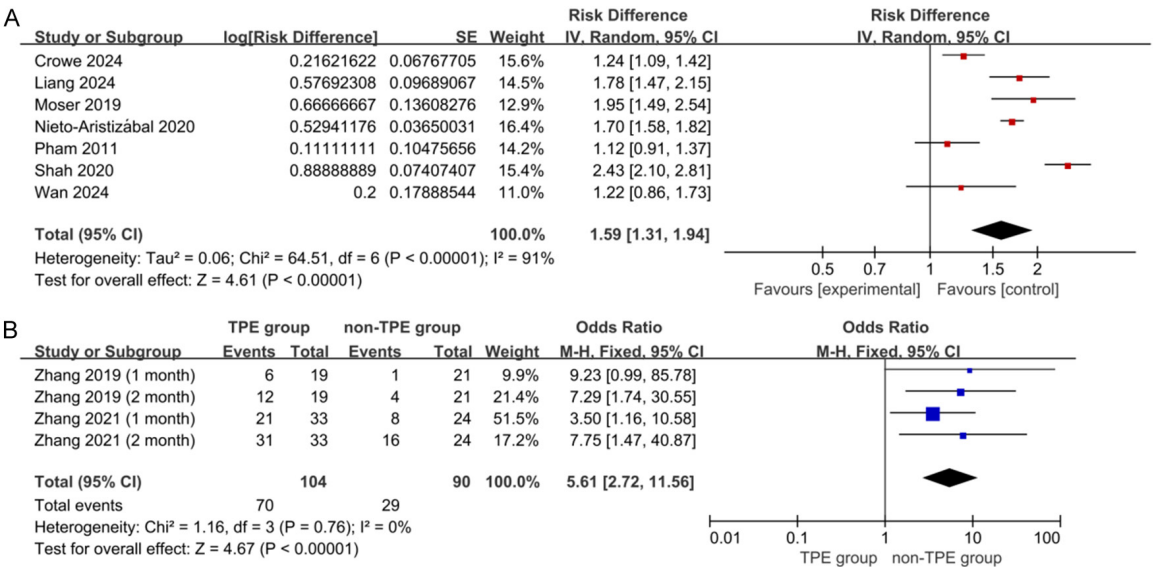 A
Risk Difference Risk Difference
Study or Subgroup log[Risk Difference] SE Weight IV, Random, 95% CI IV, Random, 95% CI
Crowe 2024 0.21621622 0.06767705 15.6% 1.24 [1.09, 1.42]
Liang 2024 0.57692308 0.09689067 14.5% 1.78 [1.47, 2.15]
Moser 2019 0.66666667 0.13608276 12.9% 1.95 [1.49, 2.54]
Nieto-Aristizábal 2020 0.52941176 0.03650031 16.4% 1.70 [1.58, 1.82]
Pham 2011 0.11111111 0.10475656 14.2% 1.12 [0.91, 1.37]
Shah 2020 0.88888889 0.07407407 15.4% 2.43 [2.10, 2.81]
Wan 2024 0.2 0.17888544 11.0% 1.22 [0.86, 1.73]
Total (95% CI) 100.0% 1.59 [1.31, 1.94]
Heterogeneity: Tau² = 0.06; Chi² = 64.51, df = 6 (P < 0.00001); I² = 91%
Test for overall effect: Z = 4.61 (P < 0.00001)
0.5 0.7 1 1.5 2
Favours [experimental] Favours [control]
B
TPE group non-TPE group Odds Ratio Odds Ratio
Study or Subgroup Events Total Events Total Weight M-H, Fixed, 95% CI M-H, Fixed, 95% CI
Zhang 2019 (1 month) 6 19 1 21 9.9% 9.23 [0.99, 85.78]
Zhang 2019 (2 month) 12 19 4 21 21.4% 7.29 [1.74, 30.55]
Zhang 2021 (1 month) 21 33 8 24 51.5% 3.50 [1.16, 10.58]
Zhang 2021 (2 month) 31 33 16 24 17.2% 7.75 [1.47, 40.87]
Total (95% CI) 104 90 100.0% 5.61 [2.72, 11.56]
Total events 70 29
Heterogeneity: Chi² = 1.16, df = 3 (P = 0.76); I² = 0%
Test for overall effect: Z = 4.67 (P < 0.00001)
0.01 0.1 1 10 100
TPE group non-TPE group